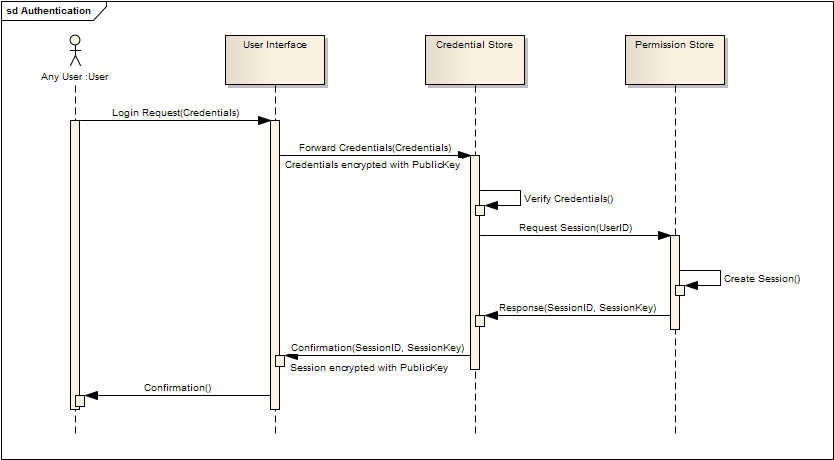 sd Authentication
User Interface
Credential Store
Permission Store
Any User :User
Login Request(Credentials)
Forward Credentials(Credentials)
Credentials encrypted with PublicKey
Verify Credentials()
Request Session(UserID)
Create Session()
Response(SessionID, SessionKey)
Confirmation(SessionID, SessionKey)
Session encrypted with PublicKey
Confirmation()